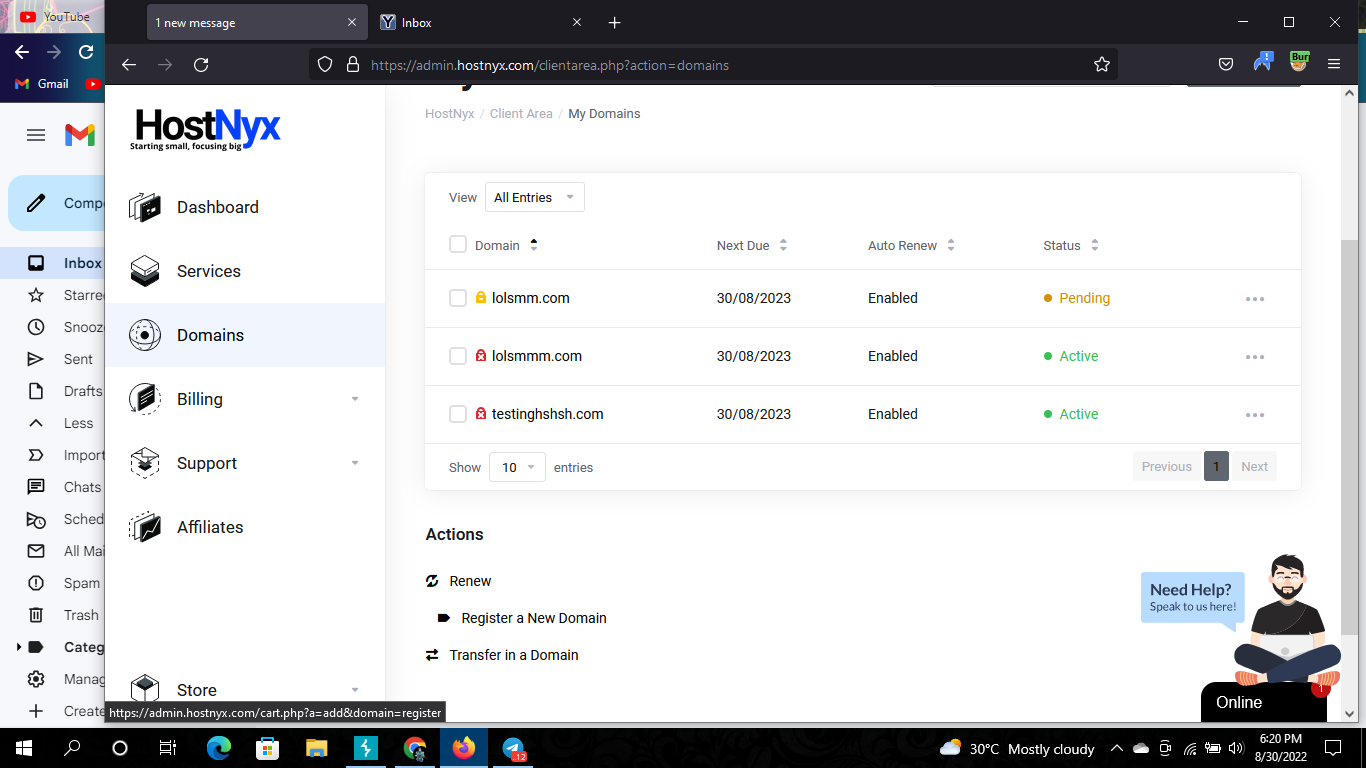 YouTube
1 new message
Inbox
https://admin.hostnyx.com/clientarea.php?action=domains
Bur
Gmail
HostNyx
Starting small, focusing big
HostNyx / Client Area / My Domains
Compo
Inbox
Starred
Snooz
Sent
Drafts
Less
Import
Chats
Sched
All Mai
Spam
Trash
Categ
Manag
Create
Dashboard
Services
Domains
Billing
Support
Affiliates
Store
View All Entries
Domain Next Due Auto Renew Status
lolsmm.com 30/08/2023 Enabled Pending
lolsmmm.com 30/08/2023 Enabled Active
testinghshsh.com 30/08/2023 Enabled Active
Show 10 entries Previous 1 Next
Actions
Renew
Register a New Domain
Transfer in a Domain
Need Help?
Speak to us here!
Online
1
https://admin.hostnyx.com/cart.php?a=add&domain=register
12
30°C Mostly cloudy
6:20 PM
8/30/2022